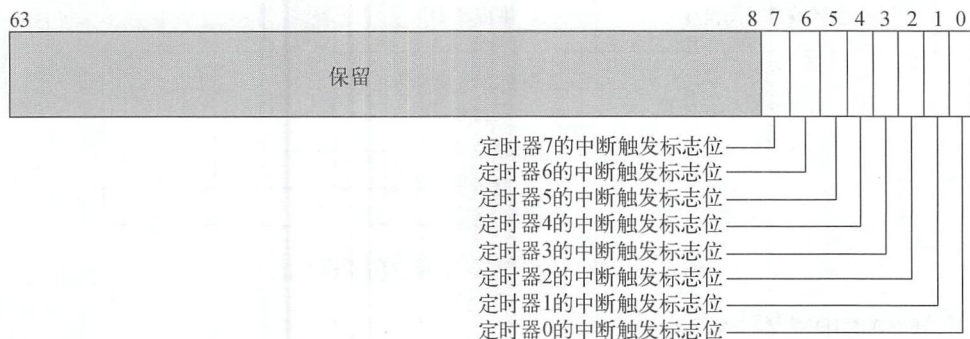 63 8 7 6 5 4 3 2 1 0
保留
定时器7的中断触发标志位
定时器6的中断触发标志位
定时器5的中断触发标志位
定时器4的中断触发标志位
定时器3的中断触发标志位
定时器2的中断触发标志位
定时器1的中断触发标志位
定时器0的中断触发标志位